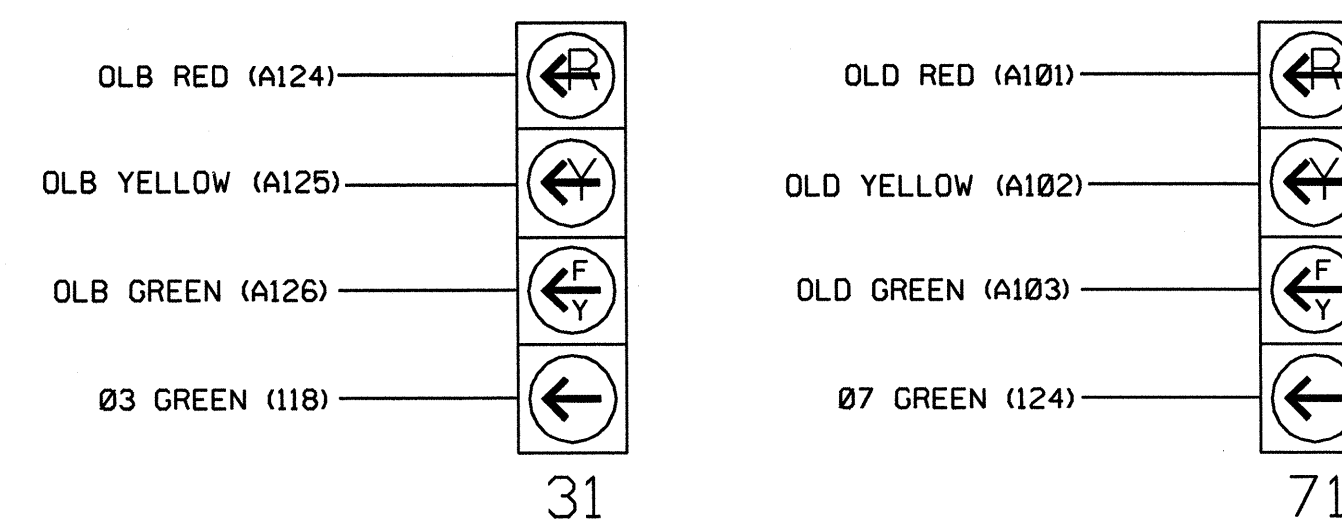 OLB RED (A124)
R
OLB YELLOW (A125)
Y
OLB GREEN (A126)
F
Y
Ø3 GREEN (118)
31
OLD RED (A1Ø1)
R
OLD YELLOW (A1Ø2)
Y
OLD GREEN (A1Ø3)
F
Y
Ø7 GREEN (124)
71